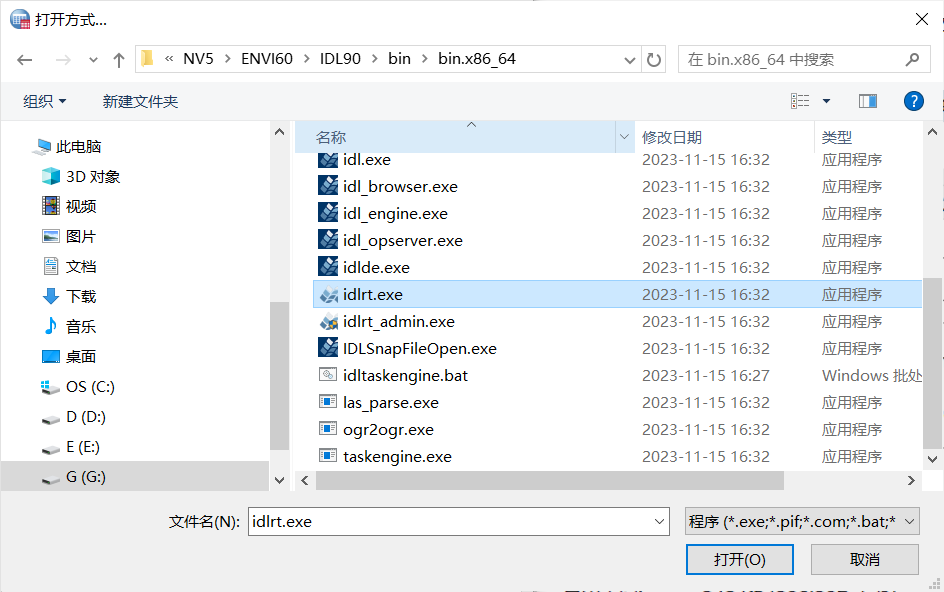 打开方式...
« NV5 > ENVI60 > IDL90 > bin > bin.x86_64
在 bin.x86_64 中搜索
组织 新建文件夹
名称 修改日期 类型
此电脑
3D 对象
视频
图片
文档
下载
音乐
桌面
OS (C:)
D (D:)
E (E:)
G (G:)
idl.exe 2023-11-15 16:32 应用程序
idl_browser.exe 2023-11-15 16:32 应用程序
idl_engine.exe 2023-11-15 16:32 应用程序
idl_opserver.exe 2023-11-15 16:32 应用程序
idlde.exe 2023-11-15 16:32 应用程序
idlrt.exe 2023-11-15 16:32 应用程序
idlrt_admin.exe 2023-11-15 16:32 应用程序
IDLSnapFileOpen.exe 2023-11-15 16:32 应用程序
idltaskengine.bat 2023-11-15 16:27 Windows 批处
las_parse.exe 2023-11-15 16:32 应用程序
ogr2ogr.exe 2023-11-15 16:32 应用程序
taskengine.exe 2023-11-15 16:32 应用程序
文件名(N): idlrt.exe
程序 (*.exe;*.pif;*.com;*.bat;*
打开(O) 取消